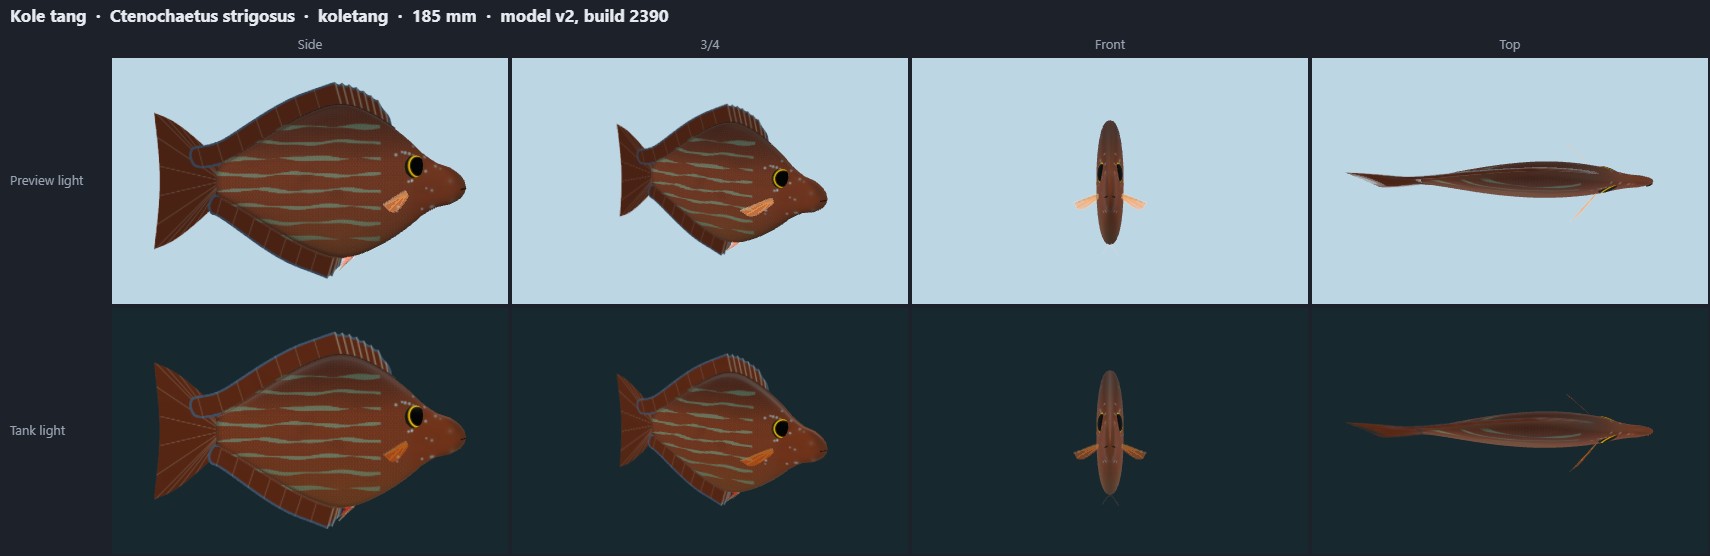 Kole tang • Ctenochaetus strigosus • koletang • 185 mm • model v2, build 2390
Side 3/4 Front Top
Preview light
Tank light